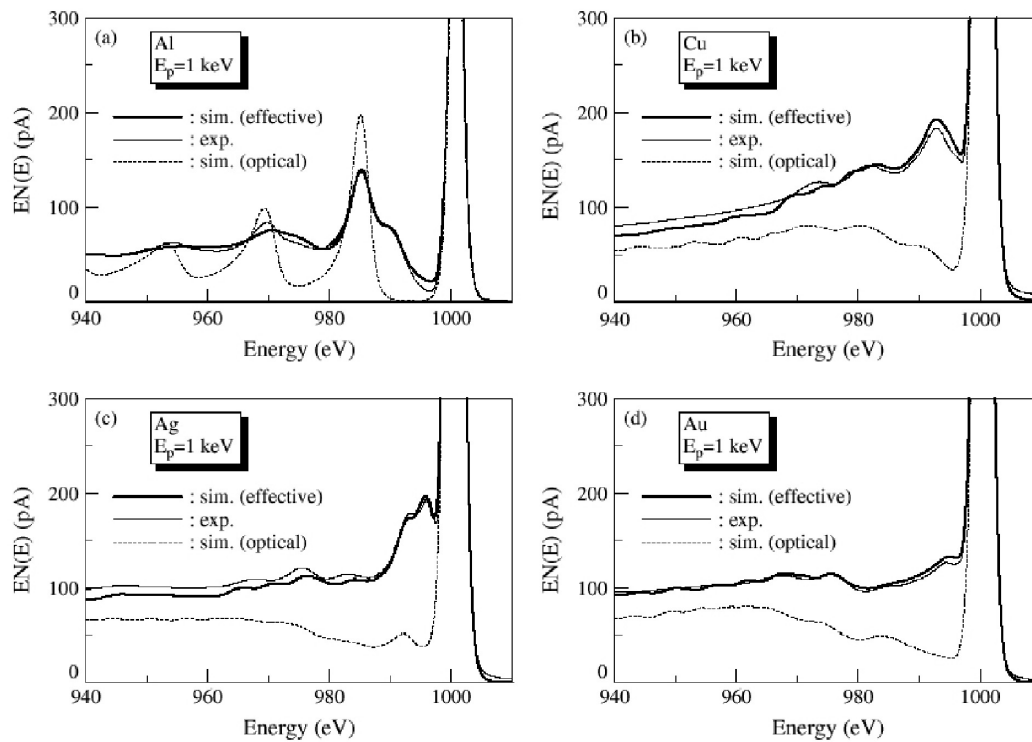 300
(a)
Al
Eₚ=1 keV
200
: sim. (effective)
: exp.
: sim. (optical)
100
0
EN(E) (pA)
940
960
980
1000
Energy (eV)
300
(b)
Cu
Eₚ=1 keV
200
: sim. (effective)
: exp.
: sim. (optical)
100
0
EN(E) (pA)
940
960
980
1000
Energy (eV)
300
(c)
Ag
Eₚ=1 keV
200
: sim. (effective)
: exp.
: sim. (optical)
100
0
EN(E) (pA)
940
960
980
1000
Energy (eV)
300
(d)
Au
Eₚ=1 keV
200
: sim. (effective)
: exp.
: sim. (optical)
100
0
EN(E) (pA)
940
960
980
1000
Energy (eV)